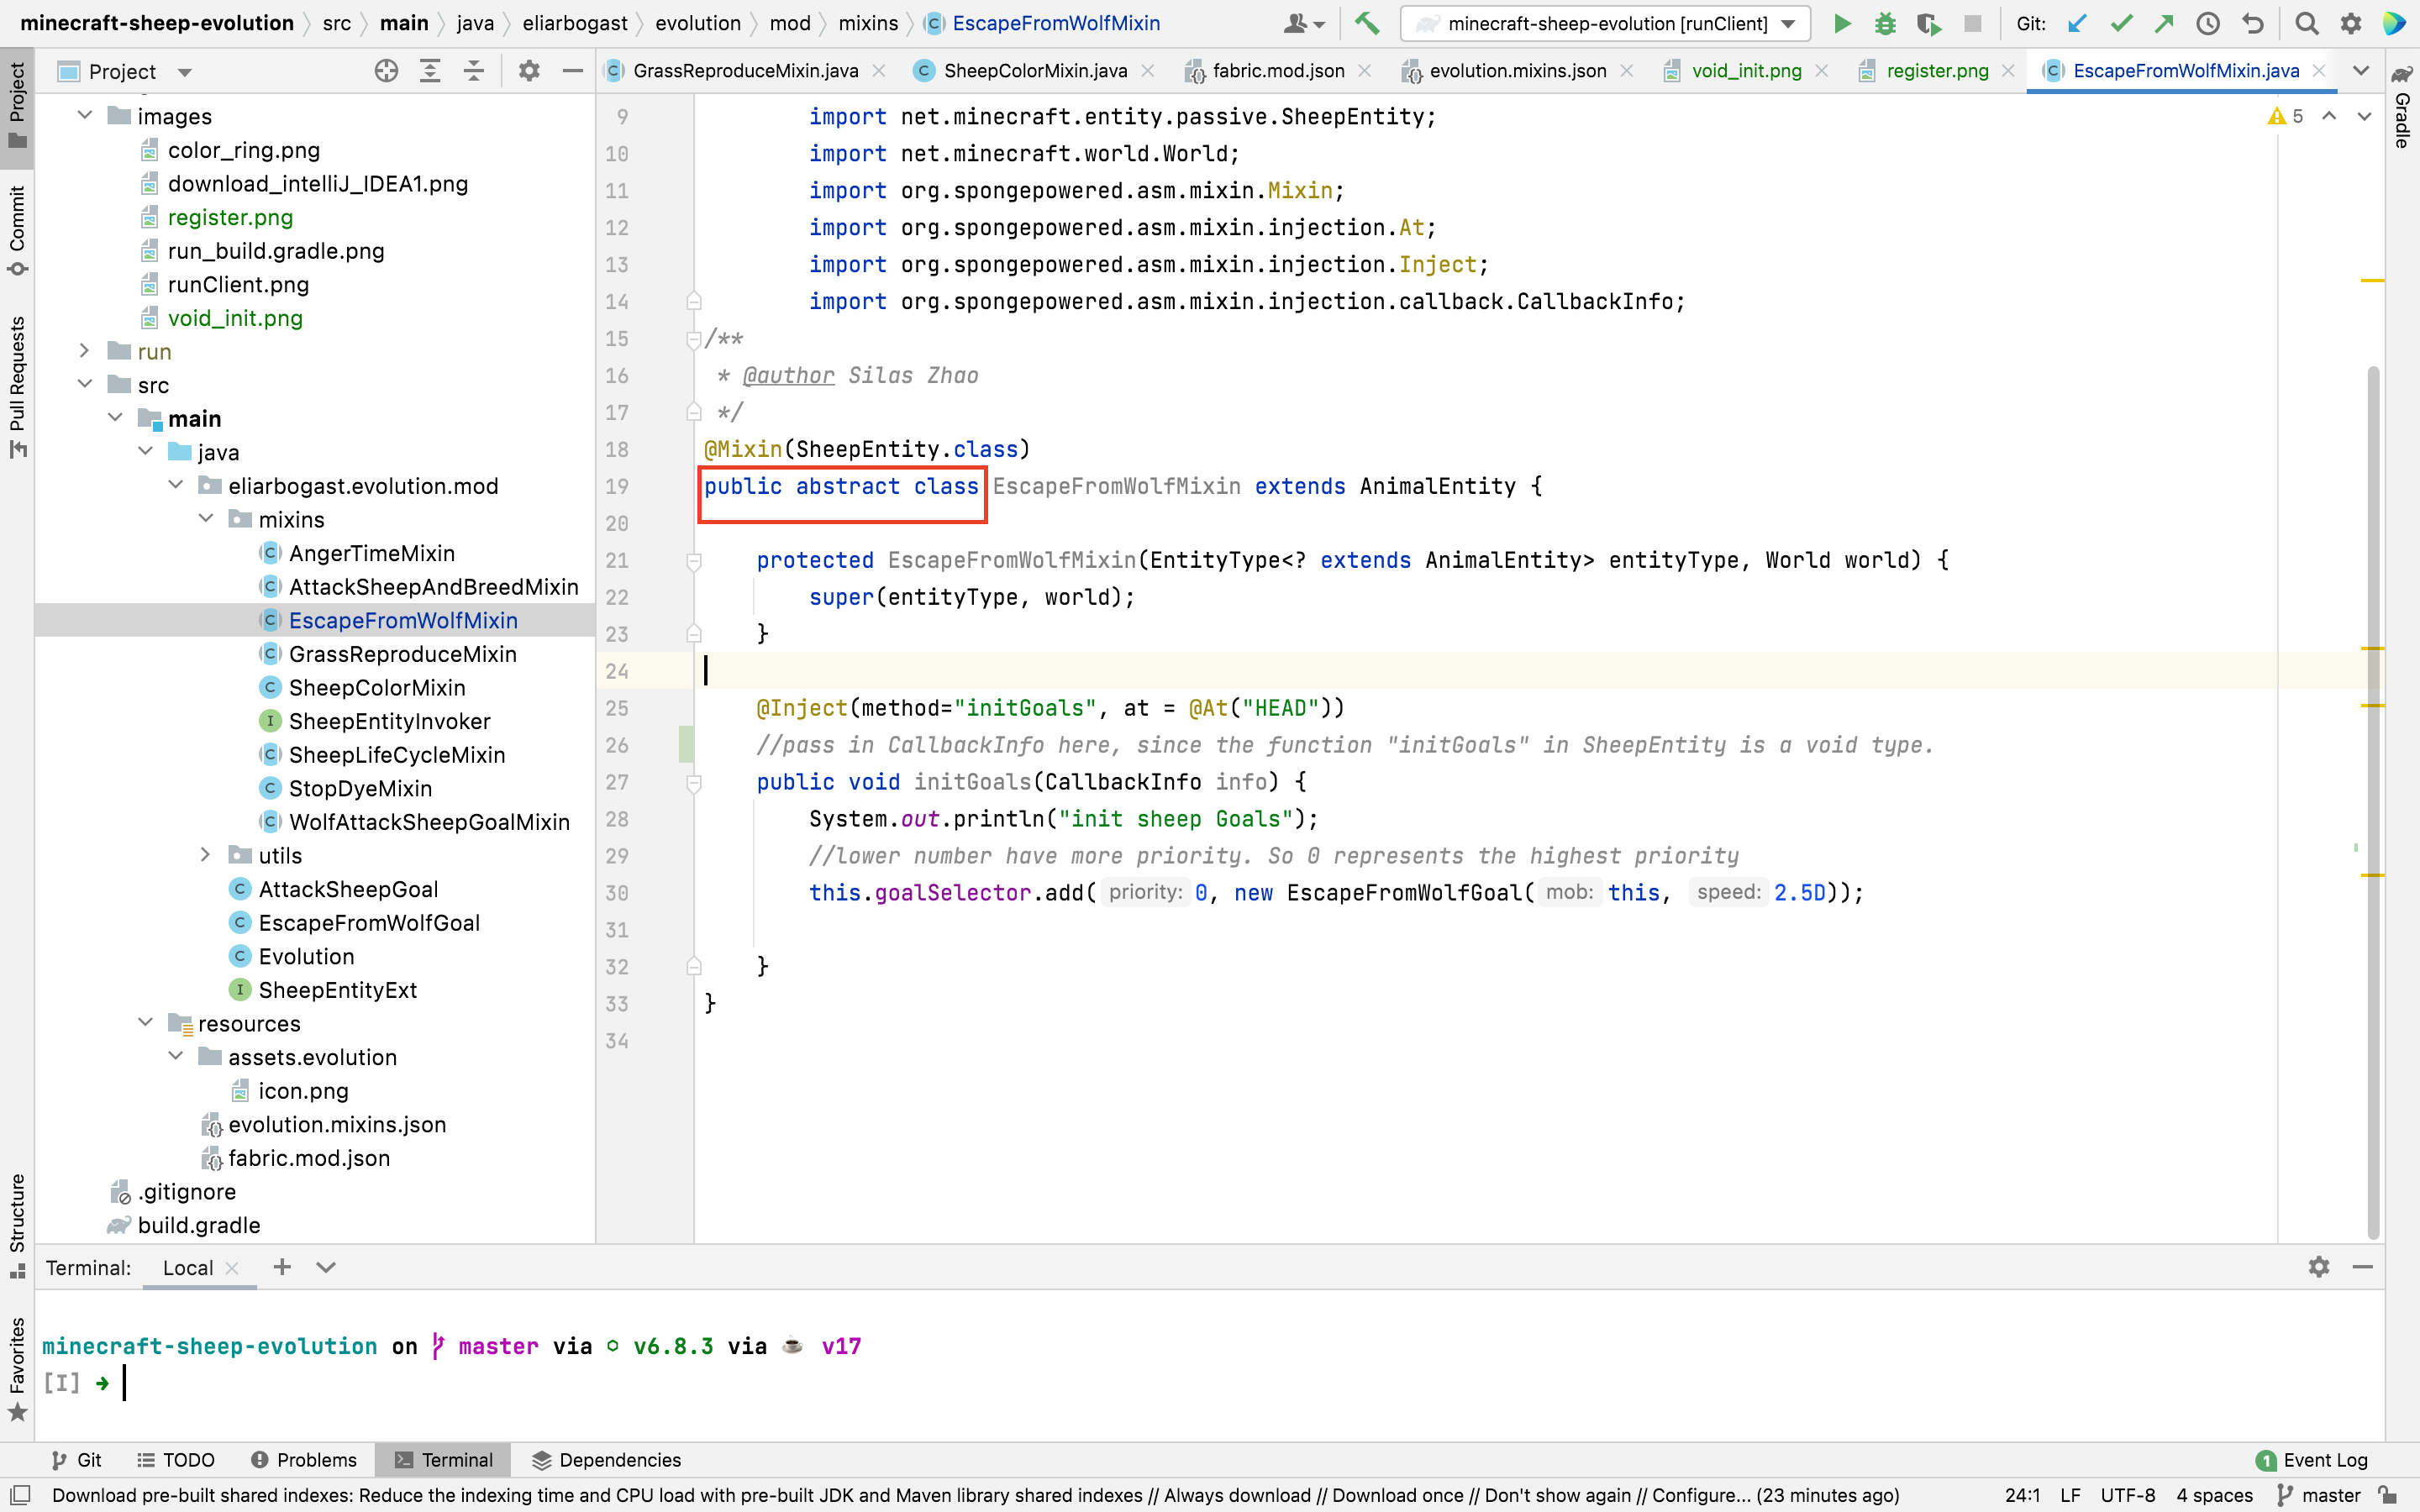 minecraft-sheep-evolution src main java eliarbogast evolution mod mixins EscapeFromWolfMixin minecraft-sheep-evolution [runClient] Git:
Project GrassReproduceMixin.java SheepColorMixin.java fabric.mod.json evolution.mixins.json void_init.png register.png EscapeFromWolfMixin.java
Project
Commit
Pull Requests
Structure
Favorites
Gradle
images
color_ring.png
download_intelliJ_IDEA1.png
register.png
run_build.gradle.png
runClient.png
void_init.png
run
src
main
java
eliarbogast.evolution.mod
mixins
AngerTimeMixin
AttackSheepAndBreedMixin
EscapeFromWolfMixin
GrassReproduceMixin
SheepColorMixin
SheepEntityInvoker
SheepLifeCycleMixin
StopDyeMixin
WolfAttackSheepGoalMixin
utils
AttackSheepGoal
EscapeFromWolfGoal
Evolution
SheepEntityExt
resources
assets.evolution
icon.png
evolution.mixins.json
fabric.mod.json
.gitignore
build.gradle
5
9 import net.minecraft.entity.passive.SheepEntity;
10 import net.minecraft.world.World;
11 import org.spongepowered.asm.mixin.Mixin;
12 import org.spongepowered.asm.mixin.injection.At;
13 import org.spongepowered.asm.mixin.injection.Inject;
14 import org.spongepowered.asm.mixin.injection.callback.CallbackInfo;
15 /**
16 * @author Silas Zhao
17 */
18 @Mixin(SheepEntity.class)
19 public abstract class EscapeFromWolfMixin extends AnimalEntity {
20
21 protected EscapeFromWolfMixin(EntityType<? extends AnimalEntity> entityType, World world) {
22 super(entityType, world);
23 }
24
25 @Inject(method="initGoals", at = @At("HEAD"))
26 //pass in CallbackInfo here, since the function "initGoals" in SheepEntity is a void type.
27 public void initGoals(CallbackInfo info) {
28 System.out.println("init sheep Goals");
29 //lower number have more priority. So 0 represents the highest priority
30 this.goalSelector.add( priority: 0, new EscapeFromWolfGoal( mob: this, speed: 2.5D));
31
32 }
33 }
34
Terminal: Local
minecraft-sheep-evolution on master via v6.8.3 via v17
[I] →
Git TODO Problems Terminal Dependencies 1 Event Log
Download pre-built shared indexes: Reduce the indexing time and CPU load with pre-built JDK and Maven library shared indexes // Always download // Download once // Don't show again // Configure... (23 minutes ago) 24:1 LF UTF-8 4 spaces master